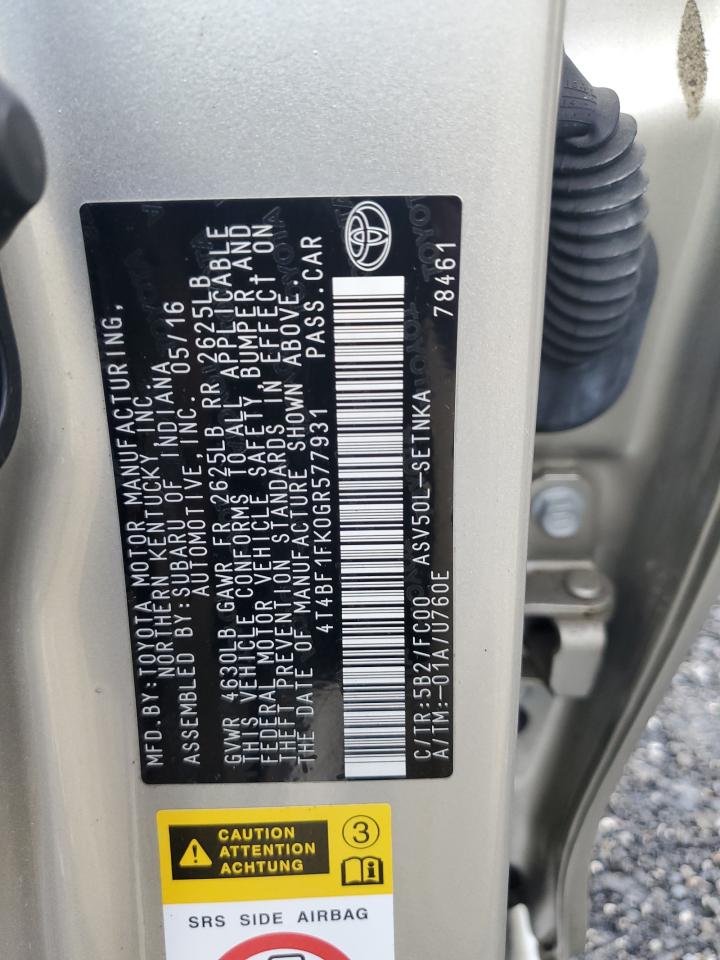 MFD.BY:TOYOTA MOTOR MANUFACTURING,
NORTHERN KENTUCKY, INC.
ASSEMBLED BY:SUBARU OF INDIANA
AUTOMOTIVE, INC. 05/16
GVWR 4630LB GAWR FR 2625LB RR 2625LB
THIS VEHICLE CONFORMS TO ALL APPLICABLE
FEDERAL MOTOR VEHICLE SAFETY, BUMPER AND
THEFT PREVENTION STANDARDS IN EFFECT ON
THE DATE OF MANUFACTURE SHOWN ABOVE.
4T4BF1FK0GR577931 PASS.CAR
C/TR:5B2/FC00 ASV50L-SETNKA 78461
A/TM:-01A/U760E
CAUTION
ATTENTION
ACHTUNG
3
SRS SIDE AIRBAG